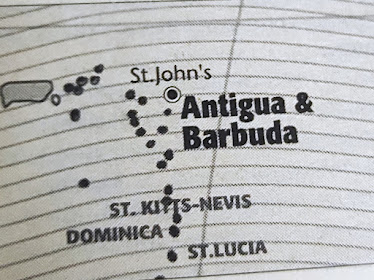 St.John's
Antigua &
Barbuda
ST. KITTS-NEVIS
DOMINICA
ST.LUCIA